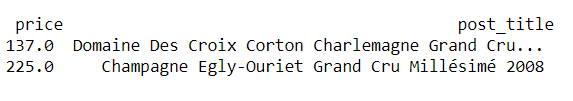 price post_title
137.0 Domaine Des Croix Corton Charlemagne Grand Cru...
225.0 Champagne Egly-Ouriet Grand Cru Millésimé 2008